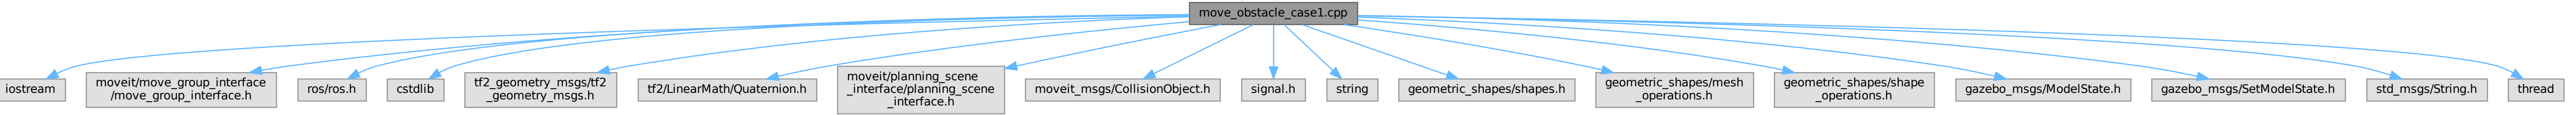 move_obstacle_case1.cpp
iostream
moveit/move_group_interface
/move_group_interface.h
ros/ros.h
cstdlib
tf2_geometry_msgs/tf2
_geometry_msgs.h
tf2/LinearMath/Quaternion.h
moveit/planning_scene
_interface/planning_scene
_interface.h
moveit_msgs/CollisionObject.h
signal.h
string
geometric_shapes/shapes.h
geometric_shapes/mesh
_operations.h
geometric_shapes/shape
_operations.h
gazebo_msgs/ModelState.h
gazebo_msgs/SetModelState.h
std_msgs/String.h
thread